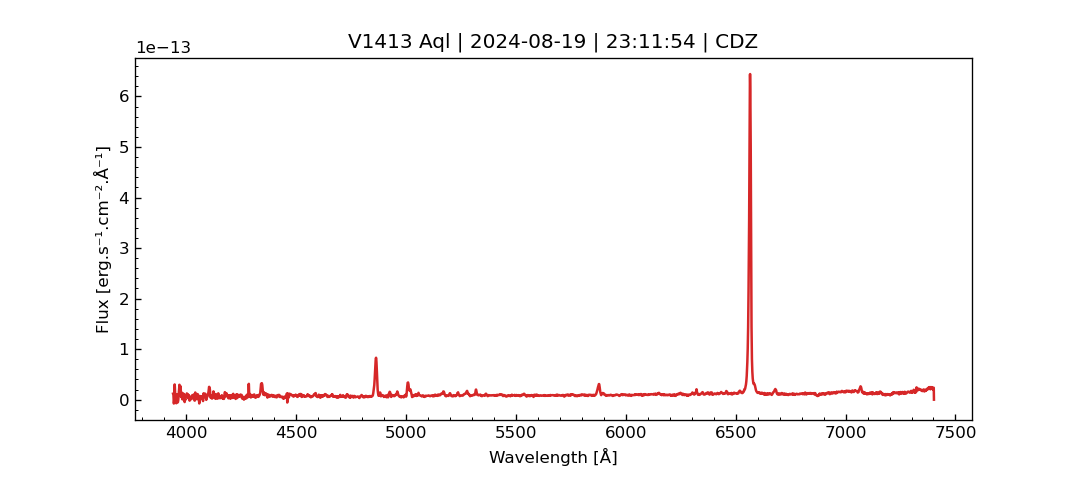 V1413 Aql | 2024-08-19 | 23:11:54 | CDZ
1e−13
6
5
4
3
2
1
0
Flux [erg.s⁻¹.cm⁻².Å⁻¹]
4000 4500 5000 5500 6000 6500 7000 7500
Wavelength [Å]